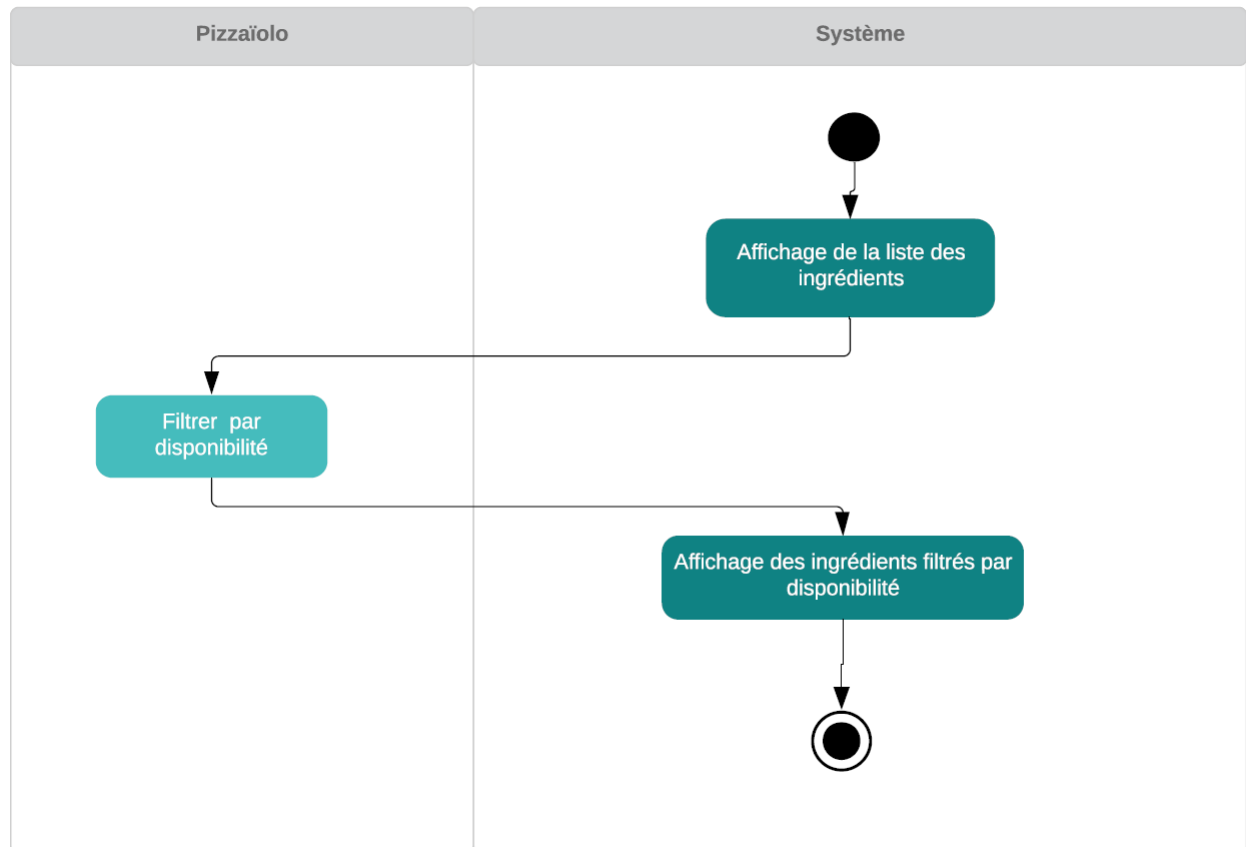 Pizzaïolo
Système
Affichage de la liste des
ingrédients
Filtrer  par
disponibilité
Affichage des ingrédients filtrés par
disponibilité